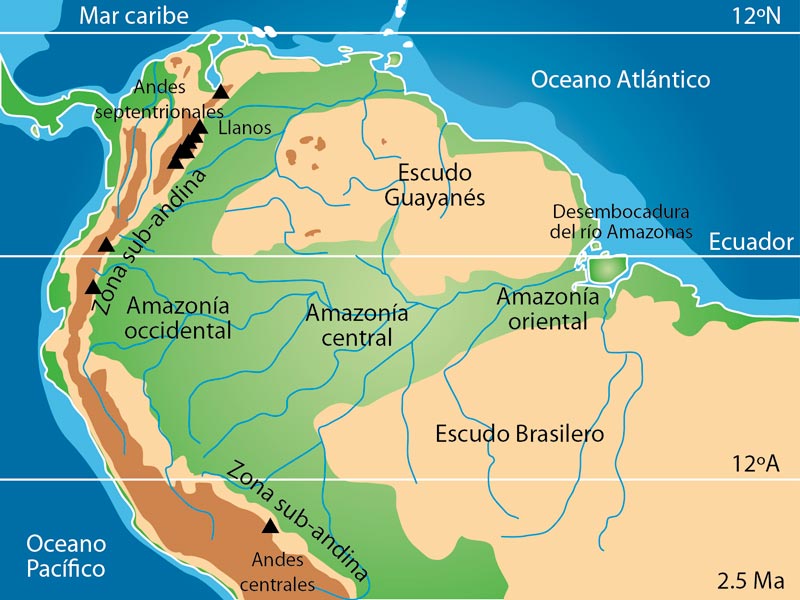 Mar caribe
12ºN
Oceano Atlántico
Andes
septentrionales
Llanos
Escudo
Guayanés
Zona sub-andina
Desembocadura
del río Amazonas
Ecuador
Amazonía
occidental
Amazonía
central
Amazonía
oriental
Escudo Brasilero
12ºA
Zona sub-andina
Oceano
Pacífico
Andes
centrales
2.5 Ma